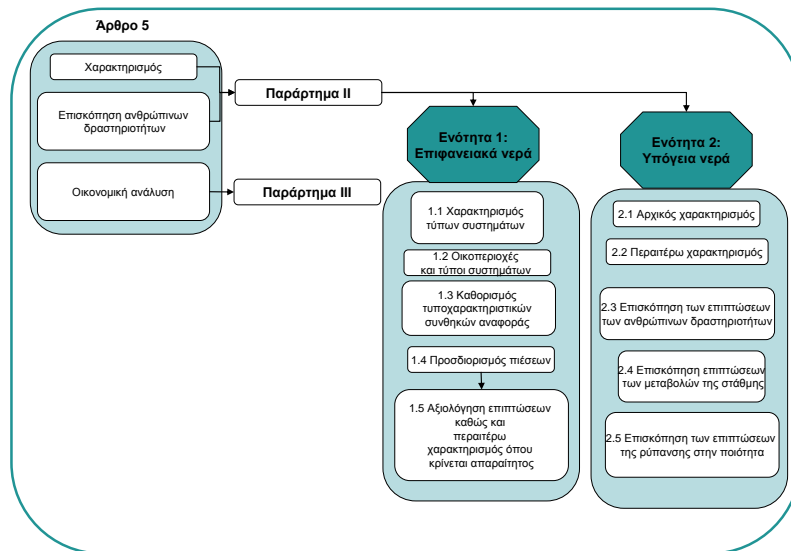 Άρθρο 5
Χαρακτηρισμός
Επισκόπηση ανθρώπινων
δραστηριοτήτων
Οικονομική ανάλυση
Παράρτημα ΙΙ
Παράρτημα ΙΙΙ
Ενότητα 1:
Επιφανειακά νερά
1.1 Χαρακτηρισμός
τύπων συστημάτων
1.2 Οικοπεριοχές
και τύποι συστημάτων
1.3 Καθορισμός
τυποχαρακτηριστικών
συνθηκών αναφοράς
1.4 Προσδιορισμός πιέσεων
1.5 Αξιολόγηση επιπτώσεων
καθώς και
περαιτέρω
χαρακτηρισμός όπου
κρίνεται απαραίτητος
Ενότητα 2:
Υπόγεια νερά
2.1 Αρχικός χαρακτηρισμός
2.2 Περαιτέρω χαρακτηρισμός
2.3 Επισκόπηση των επιπτώσεων
των ανθρώπινων δραστηριοτήτων
2.4 Επισκόπηση επιπτώσεων
των μεταβολών της στάθμης
2.5 Επισκόπηση των επιπτώσεων
της ρύπανσης στην ποιότητα